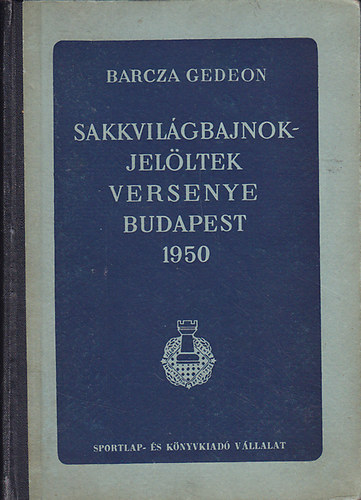 BARCZA GEDEON
SAKKVILÁGBAJNOK-
JELÖLTEK
VERSENYE
BUDAPEST
1950
SPORTLAP- ÉS KÖNYVKIADÓ VÁLLALAT